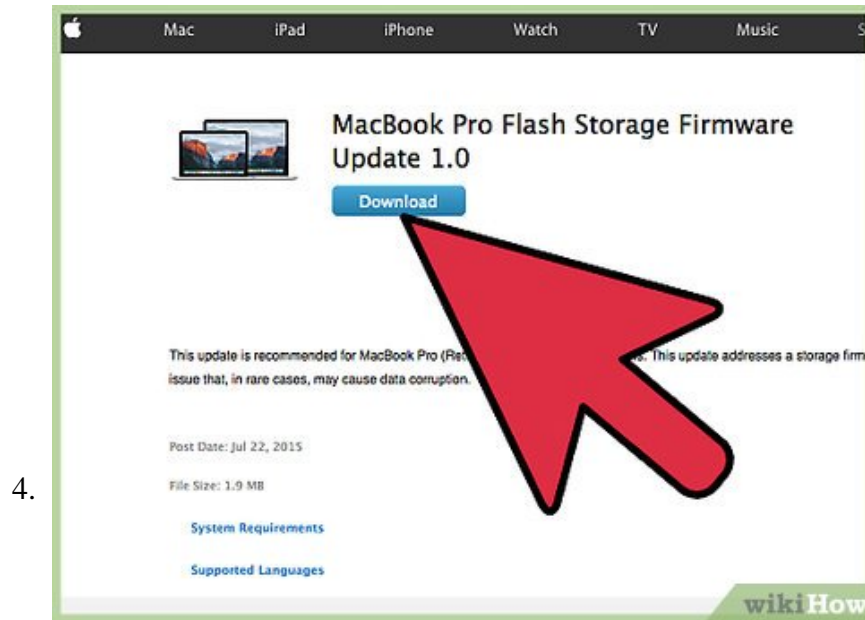 Mac iPad iPhone Watch TV Music
MacBook Pro Flash Storage Firmware
Update 1.0
Download
This update is recommended for MacBook Pro (Ret This update addresses a storage firm
issue that, in rare cases, may cause data corruption.
Post Date: Jul 22, 2015
4.
File Size: 1.9 MB
System Requirements
Supported Languages
wikiHow